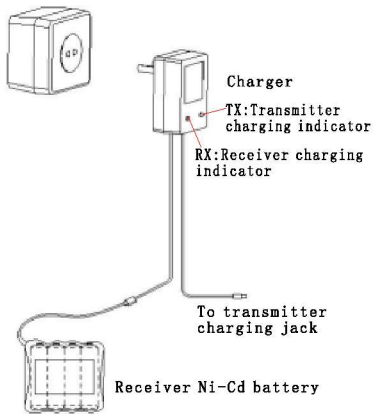 Charger
TX:Transmitter
charging indicator
RX:Receiver charging
indicator
To transmitter
charging jack
Receiver Ni-Cd battery